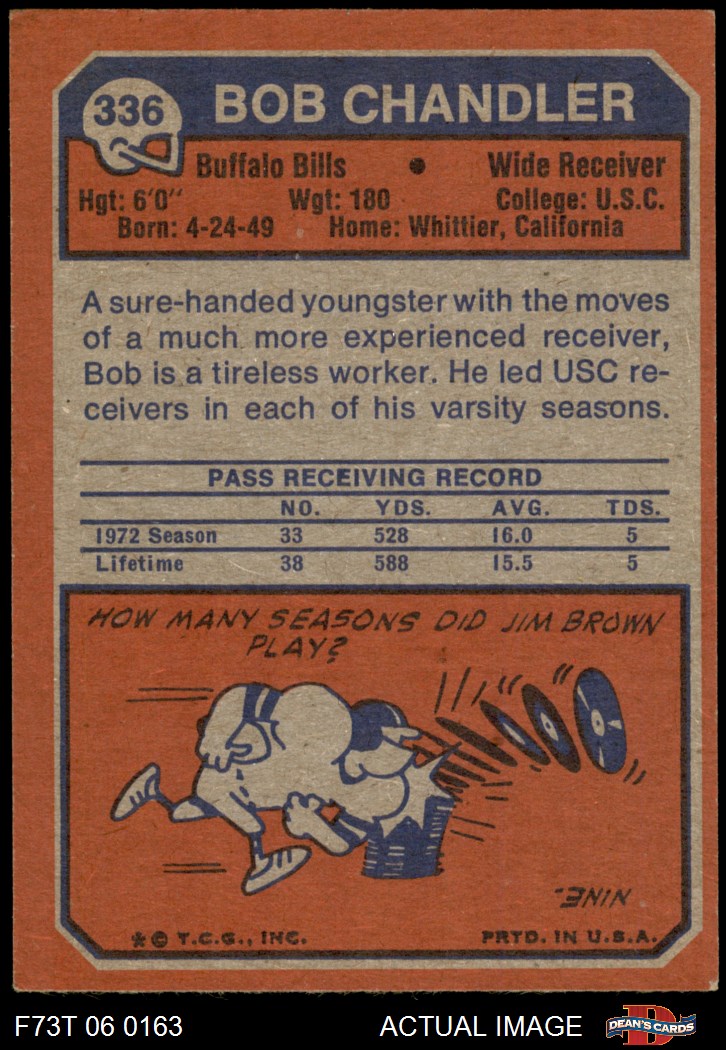 336
BOB CHANDLER
Buffalo Bills • Wide Receiver
Hgt: 6'0" Wgt: 180 College: U.S.C.
Born: 4-24-49 Home: Whittier, California
A sure-handed youngster with the moves
of a much more experienced receiver,
Bob is a tireless worker. He led USC re-
ceivers in each of his varsity seasons.
PASS RECEIVING RECORD
NO. YDS. AVG. TDS.
1972 Season 33 528 16.0 5
Lifetime 38 588 15.5 5
HOW MANY SEASONS DID JIM BROWN
PLAY?
NINE-
* © T.C.G., INC. PRTD. IN U.S.A.
F73T 06 0163 ACTUAL IMAGE D DEAN'S CARDS